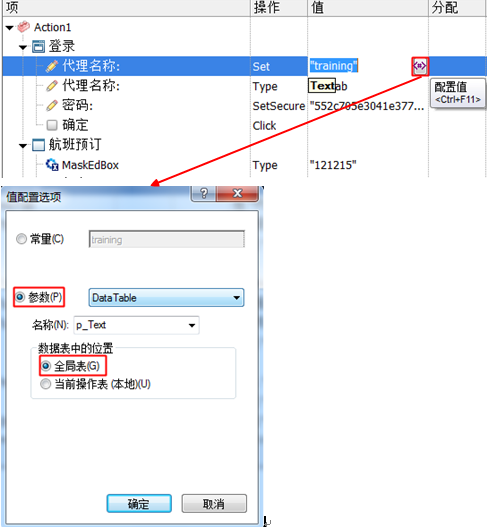 项 操作 值 分配
Action1
登录
代理名称: Set "training"
代理名称: Type Textab
密码: SetSecure "552c705e3041e377...
确定 Click
航班预订
MaskEdBox Type "121215"
配置值
<Ctrl+F11>
值配置选项
常量(C) training
参数(P) DataTable
名称(N): p_Text
数据表中的位置
全局表(G)
当前操作表 (本地)(U)
确定 取消